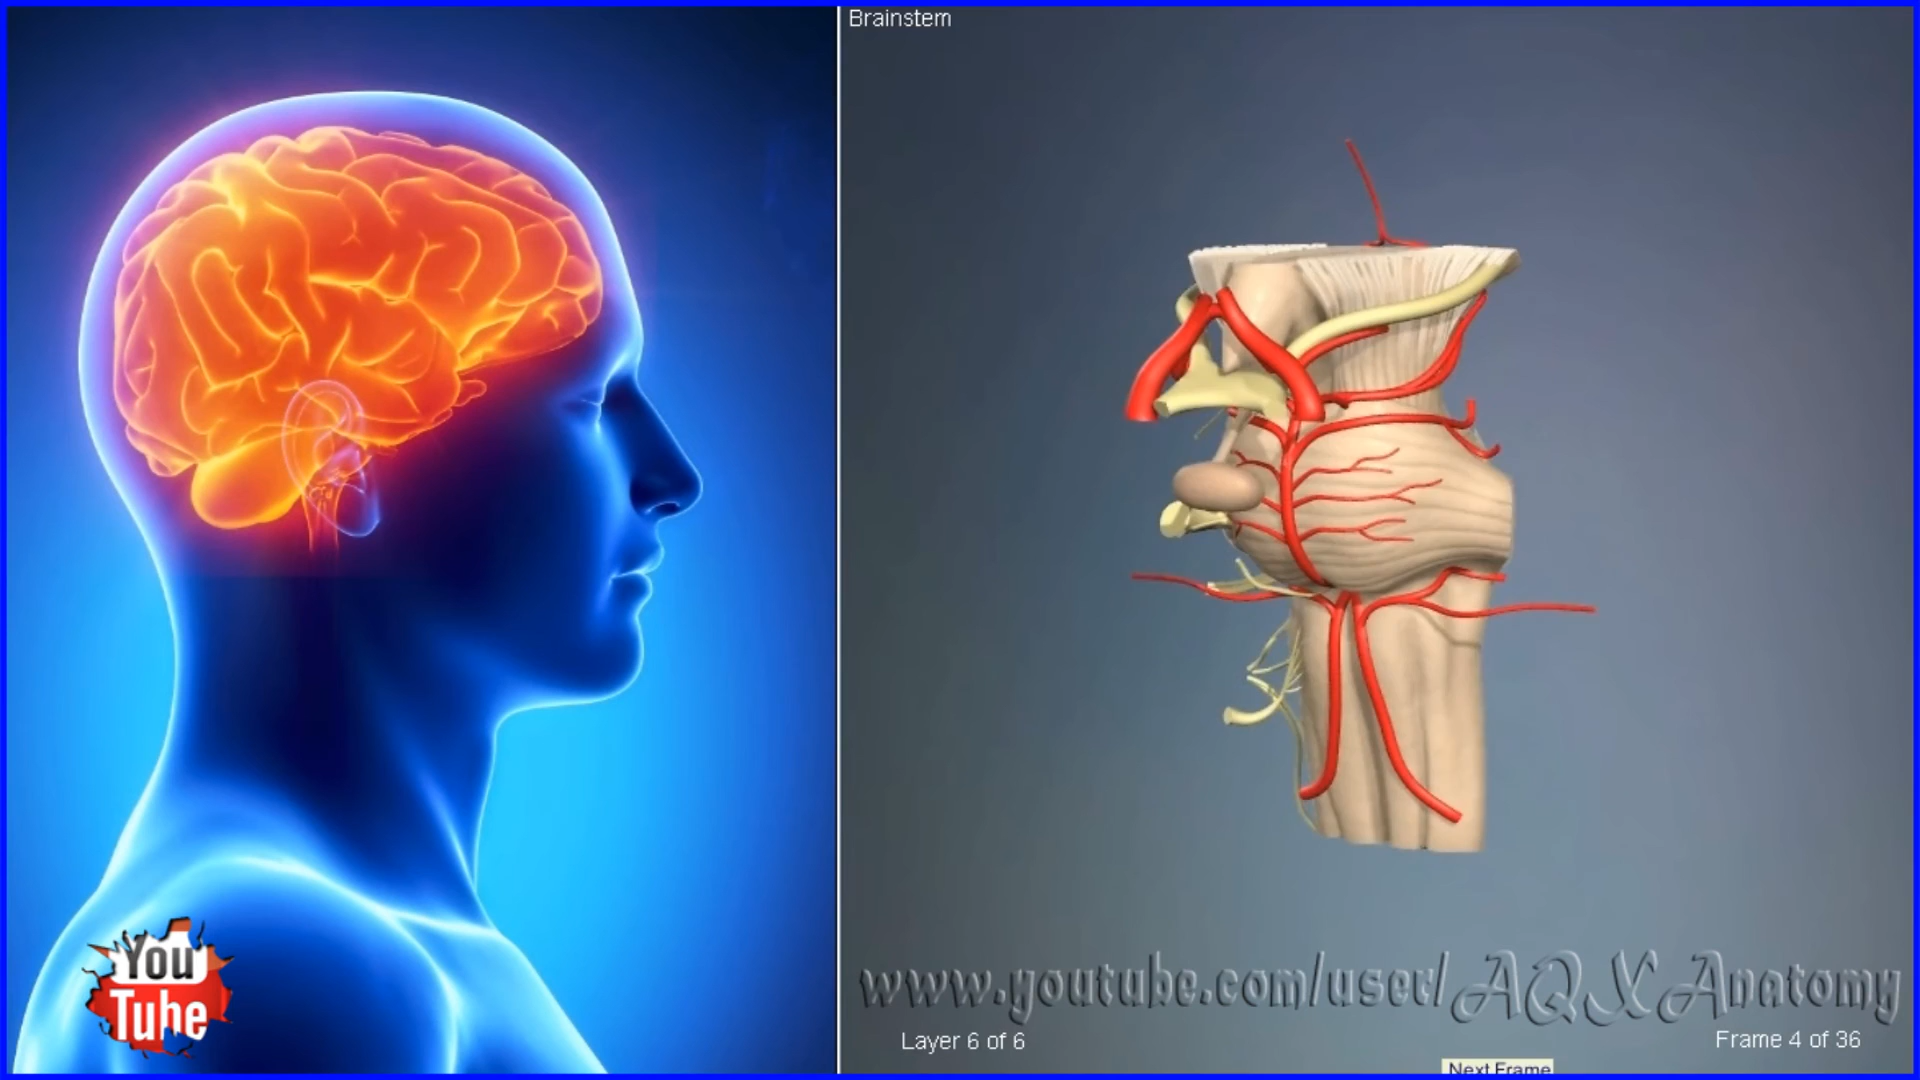 Brainstem
You
Tube
www.youtube.com/user/AQXAnatomy
Layer 6 of 6
Frame 4 of 36
Next Frame